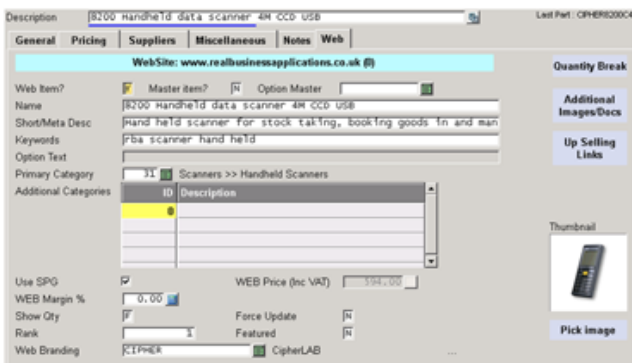 Description 8200 Handheld data scanner 4M CCD USB Last Part : CIPHER8200C4
General Pricing Suppliers Miscellaneous Notes Web
WebSite: www.realbusinessapplications.co.uk (0)
Quantity Break
Web Item? Master item? N Option Master
Name 8200 Handheld data scanner 4M CCD USB
Additional Images/Docs
Short/Meta Desc Hand held scanner for stock taking, booking goods in and man
Keywords rba scanner hand held
Up Selling Links
Option Text
Primary Category 31 Scanners >> Handheld Scanners
Additional Categories ID Description
0
Thumbnail
Use SPG WEB Price (Inc VAT) 594.00
WEB Margin % 0.00
Show Qty F Force Update N
Rank 1 Featured N
Pick image
Web Branding CIPHER CipherLAB ...